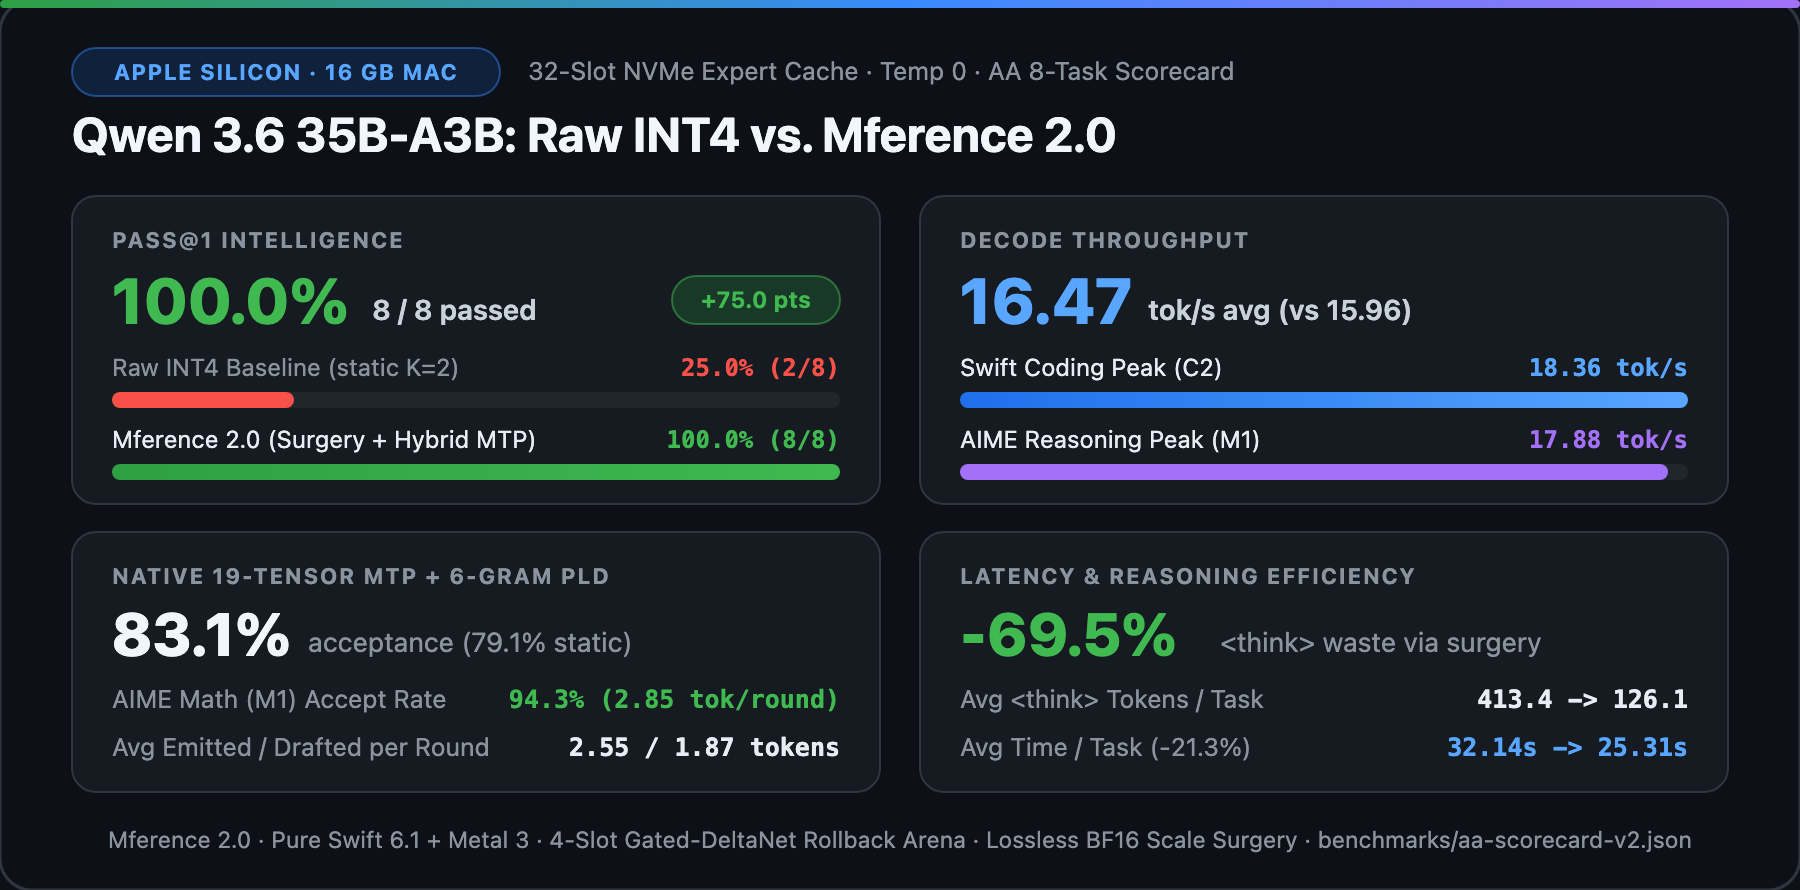 APPLE SILICON · 16 GB MAC
32-Slot NVMe Expert Cache · Temp 0 · AA 8-Task Scorecard
Qwen 3.6 35B-A3B: Raw INT4 vs. Mference 2.0
PASS@1 INTELLIGENCE
100.0% 8 / 8 passed
+75.0 pts
Raw INT4 Baseline (static K=2) 25.0% (2/8)
Mference 2.0 (Surgery + Hybrid MTP) 100.0% (8/8)
DECODE THROUGHPUT
16.47 tok/s avg (vs 15.96)
Swift Coding Peak (C2) 18.36 tok/s
AIME Reasoning Peak (M1) 17.88 tok/s
NATIVE 19-TENSOR MTP + 6-GRAM PLD
83.1% acceptance (79.1% static)
AIME Math (M1) Accept Rate 94.3% (2.85 tok/round)
Avg Emitted / Drafted per Round 2.55 / 1.87 tokens
LATENCY & REASONING EFFICIENCY
-69.5% <think> waste via surgery
Avg <think> Tokens / Task 413.4 –> 126.1
Avg Time / Task (-21.3%) 32.14s –> 25.31s
Mference 2.0 · Pure Swift 6.1 + Metal 3 · 4-Slot Gated-DeltaNet Rollback Arena · Lossless BF16 Scale Surgery · benchmarks/aa-scorecard-v2.json